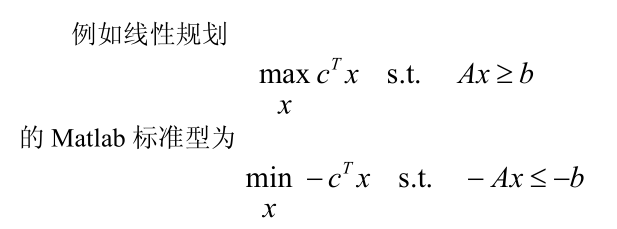 例如线性规划
max c^T x s.t. Ax ≥ b
x
的 Matlab 标准型为
min − c^T x s.t. − Ax ≤ −b
x